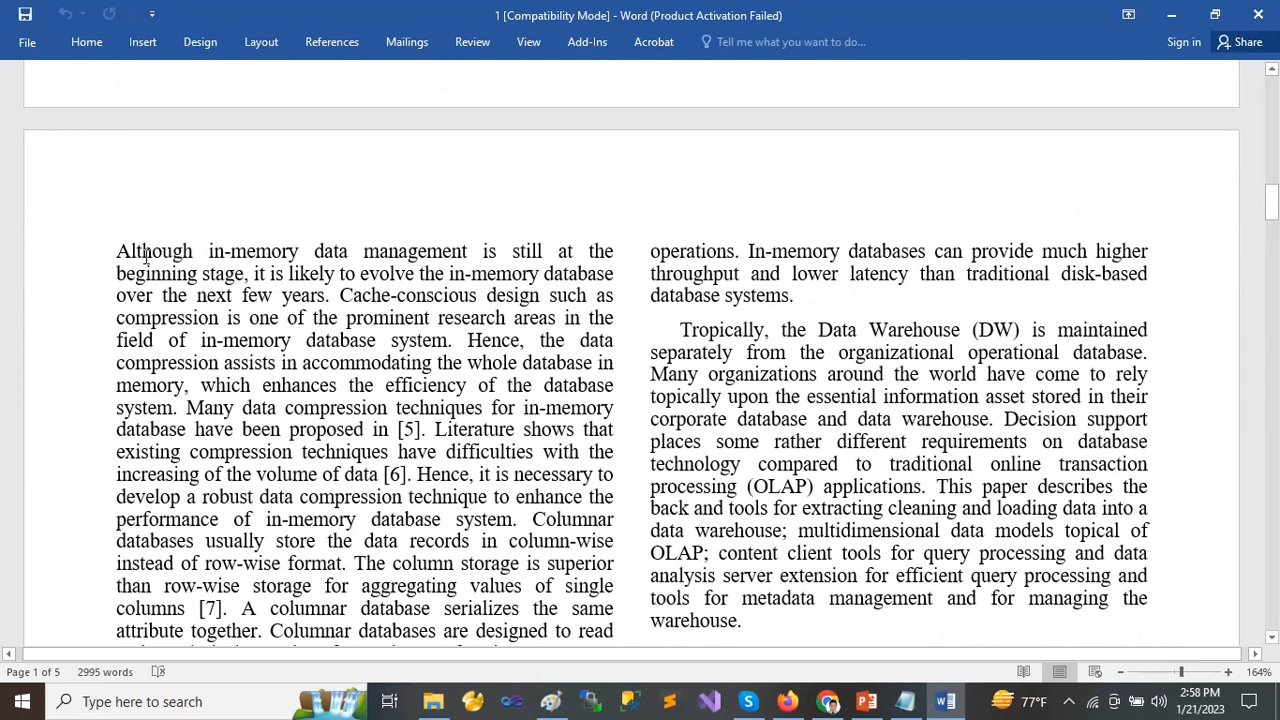 1 [Compatibility Mode] - Word (Product Activation Failed)
File Home Insert Design Layout References Mailings Review View Add-Ins Acrobat Tell me what you want to do... Sign in Share
Although in-memory data management is still at the
beginning stage, it is likely to evolve the in-memory database
over the next few years. Cache-conscious design such as
compression is one of the prominent research areas in the
field of in-memory database system. Hence, the data
compression assists in accommodating the whole database in
memory, which enhances the efficiency of the database
system. Many data compression techniques for in-memory
database have been proposed in [5]. Literature shows that
existing compression techniques have difficulties with the
increasing of the volume of data [6]. Hence, it is necessary to
develop a robust data compression technique to enhance the
performance of in-memory database system. Columnar
databases usually store the data records in column-wise
instead of row-wise format. The column storage is superior
than row-wise storage for aggregating values of single
columns [7]. A columnar database serializes the same
attribute together. Columnar databases are designed to read
operations. In-memory databases can provide much higher
throughput and lower latency than traditional disk-based
database systems.
Tropically, the Data Warehouse (DW) is maintained
separately from the organizational operational database.
Many organizations around the world have come to rely
topically upon the essential information asset stored in their
corporate database and data warehouse. Decision support
places some rather different requirements on database
technology compared to traditional online transaction
processing (OLAP) applications. This paper describes the
back and tools for extracting cleaning and loading data into a
data warehouse; multidimensional data models topical of
OLAP; content client tools for query processing and data
analysis server extension for efficient query processing and
tools for metadata management and for managing the
warehouse.
Page 1 of 5 2995 words 164%
Type here to search 77°F 2:58 PM
1/21/2023